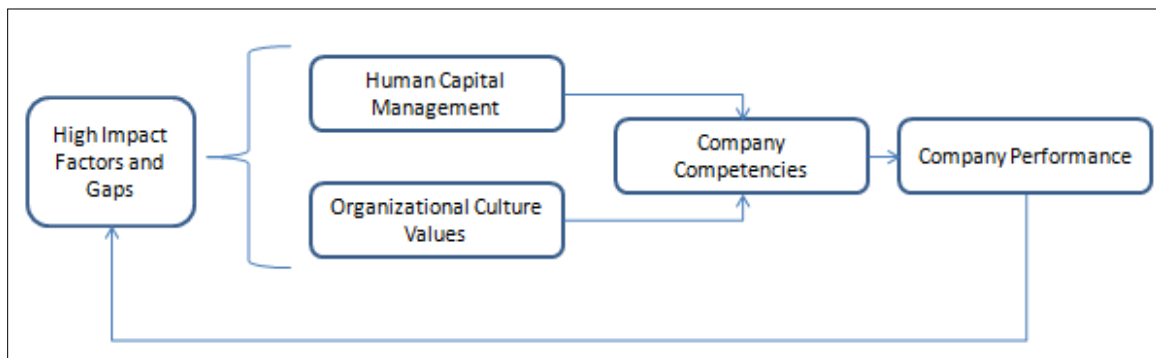 High Impact
Factors and
Gaps
Human Capital
Management
Organizational Culture
Values
Company
Competencies
Company Performance